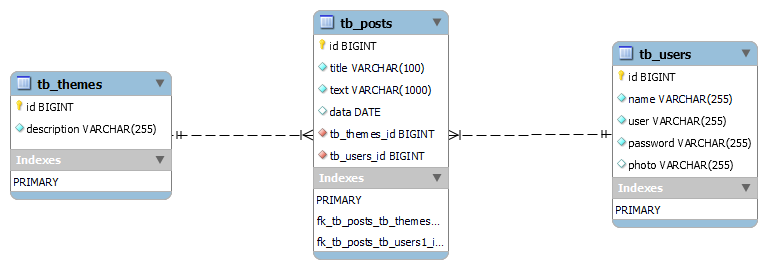 tb_themes
id BIGINT
description VARCHAR(255)
Indexes
PRIMARY
tb_posts
id BIGINT
title VARCHAR(100)
text VARCHAR(1000)
data DATE
tb_themes_id BIGINT
tb_users_id BIGINT
Indexes
PRIMARY
fk_tb_posts_tb_themes...
fk_tb_posts_tb_users1_i...
tb_users
id BIGINT
name VARCHAR(255)
user VARCHAR(255)
password VARCHAR(255)
photo VARCHAR(255)
Indexes
PRIMARY